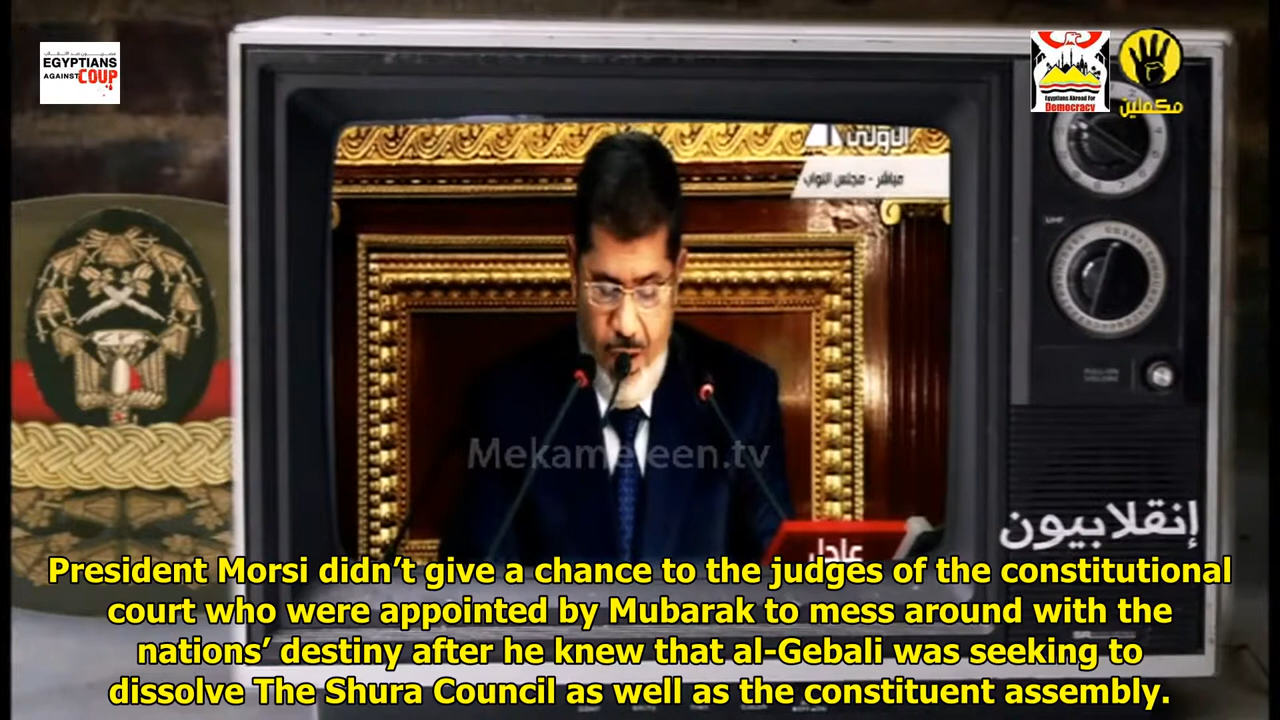 EGYPTIANS
AGAINST COUP
Egyptians Abroad For
Democracy
مكملين
الأولى
مباشر - مجلس النواب
Mekameleen.tv
عاجل
إنقلابيون
President Morsi didn’t give a chance to the judges of the constitutional
court who were appointed by Mubarak to mess around with the
nations’ destiny after he knew that al-Gebali was seeking to
dissolve The Shura Council as well as the constituent assembly.